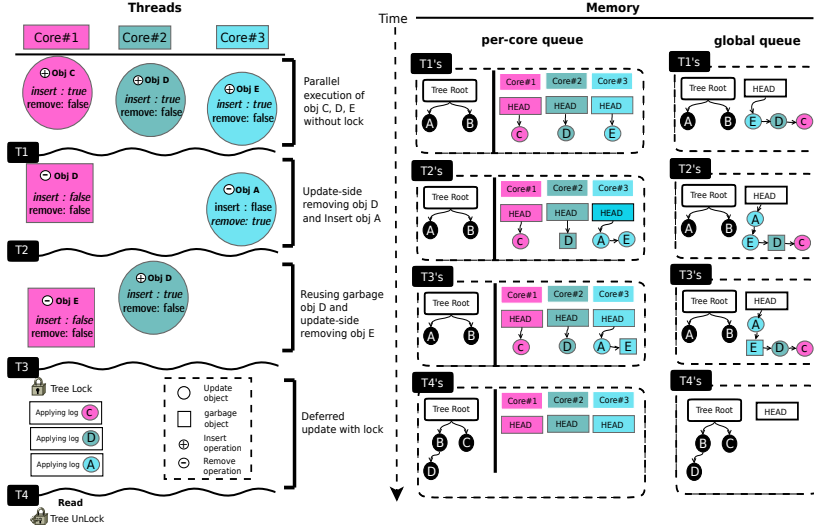 Threads
Core#1
Core#2
Core#3
Obj C
insert : true
remove: false
Obj D
insert : true
remove: false
Obj E
insert : true
remove: false
Parallel
execution of
obj C, D, E
without lock
T1
Obj D
insert : false
remove: false
Obj A
insert : flase
remove: true
Update-side
removing obj D
and Insert obj A
T2
Obj E
insert : false
remove: false
Obj D
insert : true
remove: false
Reusing garbage
obj D and
update-side
removing obj E
T3
Tree Lock
Applying log C
Applying log D
Applying log A
Update
object
garbage
object
Insert
operation
Remove
operation
Deferred
update with lock
T4
Read
Tree UnLock
Time
Memory
per-core queue
global queue
T1's
Tree Root
A B
Core#1 Core#2 Core#3
HEAD HEAD HEAD
C D E
T1's
Tree Root
A B
HEAD
E D C
T2's
Tree Root
A B
Core#1 Core#2 Core#3
HEAD HEAD HEAD
C D A E
T2's
Tree Root
A B
HEAD
A
E D C
T3's
Tree Root
A B
Core#1 Core#2 Core#3
HEAD HEAD HEAD
C D A E
T3's
Tree Root
A B
HEAD
A
E D C
T4's
Tree Root
B C
D
Core#1 Core#2 Core#3
HEAD HEAD HEAD
T4's
Tree Root
B C
D
HEAD